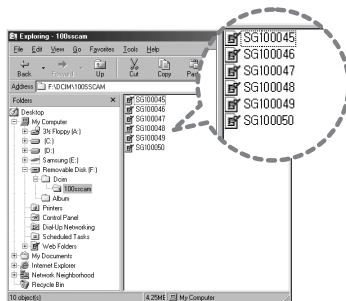 Exploring - 100sscam
File Edit View Go Favorites Tools Help
Back Forward Up Cut Copy
Address F:\DCIM\100SSCAM
Folders ×
Desktop
My Computer
3½ Floppy (A:)
(C:)
(D:)
(E:)
Samsung (E:)
Removable Disk (F:)
Dcim
100sscam
Album
Printers
Control Panel
Dial-Up Networking
Scheduled Tasks
Web Folders
My Documents
Internet Explorer
Network Neighborhood
Recycle Bin
SG100045
SG100046
SG100047
SG100048
SG100049
SG100050
SG100045
SG100046
SG100047
SG100048
SG100049
SG100050
10 object(s) 4.25MB My Computer